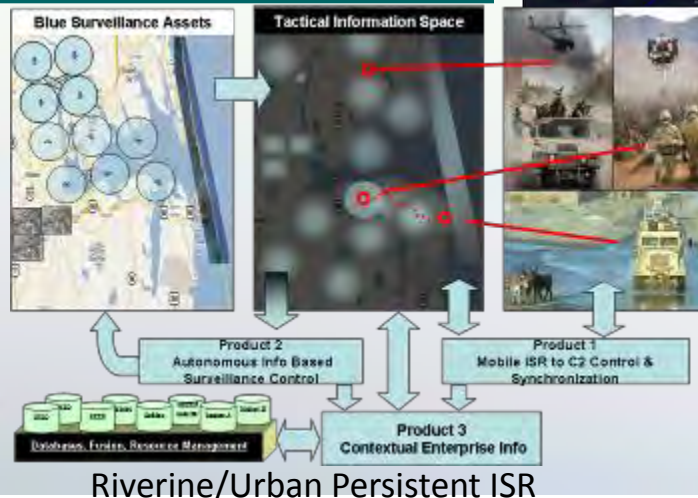 Blue Surveillance Assets
Tactical Information Space
Product 2
Autonomous Info Based
Surveillance Control
Product 1
Mobile ISR to C2 Control &
Synchronization
Product 3
Contextual Enterprise Info
Databases, Fusion, Resource Management
Riverine/Urban Persistent ISR